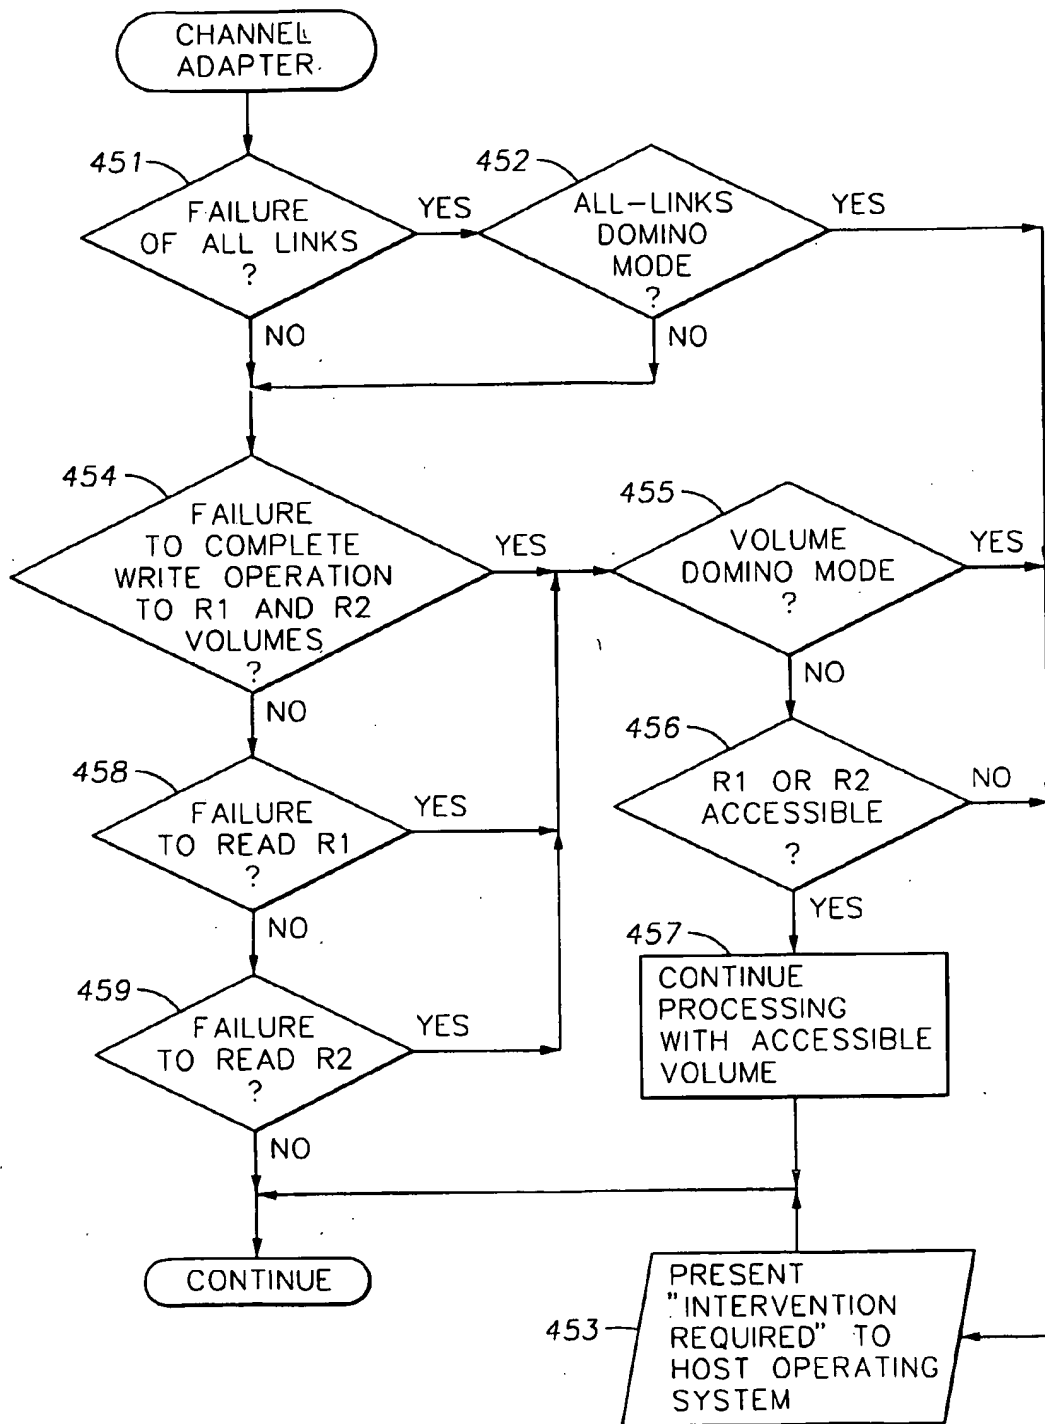 CHANNEL
ADAPTER
451
FAILURE
OF ALL LINKS
?
YES
NO
452
ALL-LINKS
DOMINO
MODE
?
YES
NO
454
FAILURE
TO COMPLETE
WRITE OPERATION
TO R1 AND R2
VOLUMES
?
YES
NO
455
VOLUME
DOMINO MODE
?
YES
NO
458
FAILURE
TO READ R1
?
YES
NO
456
R1 OR R2
ACCESSIBLE
?
NO
YES
459
FAILURE
TO READ R2
?
YES
NO
457
CONTINUE
PROCESSING
WITH ACCESSIBLE
VOLUME
CONTINUE
453
PRESENT
"INTERVENTION
REQUIRED" TO
HOST OPERATING
SYSTEM